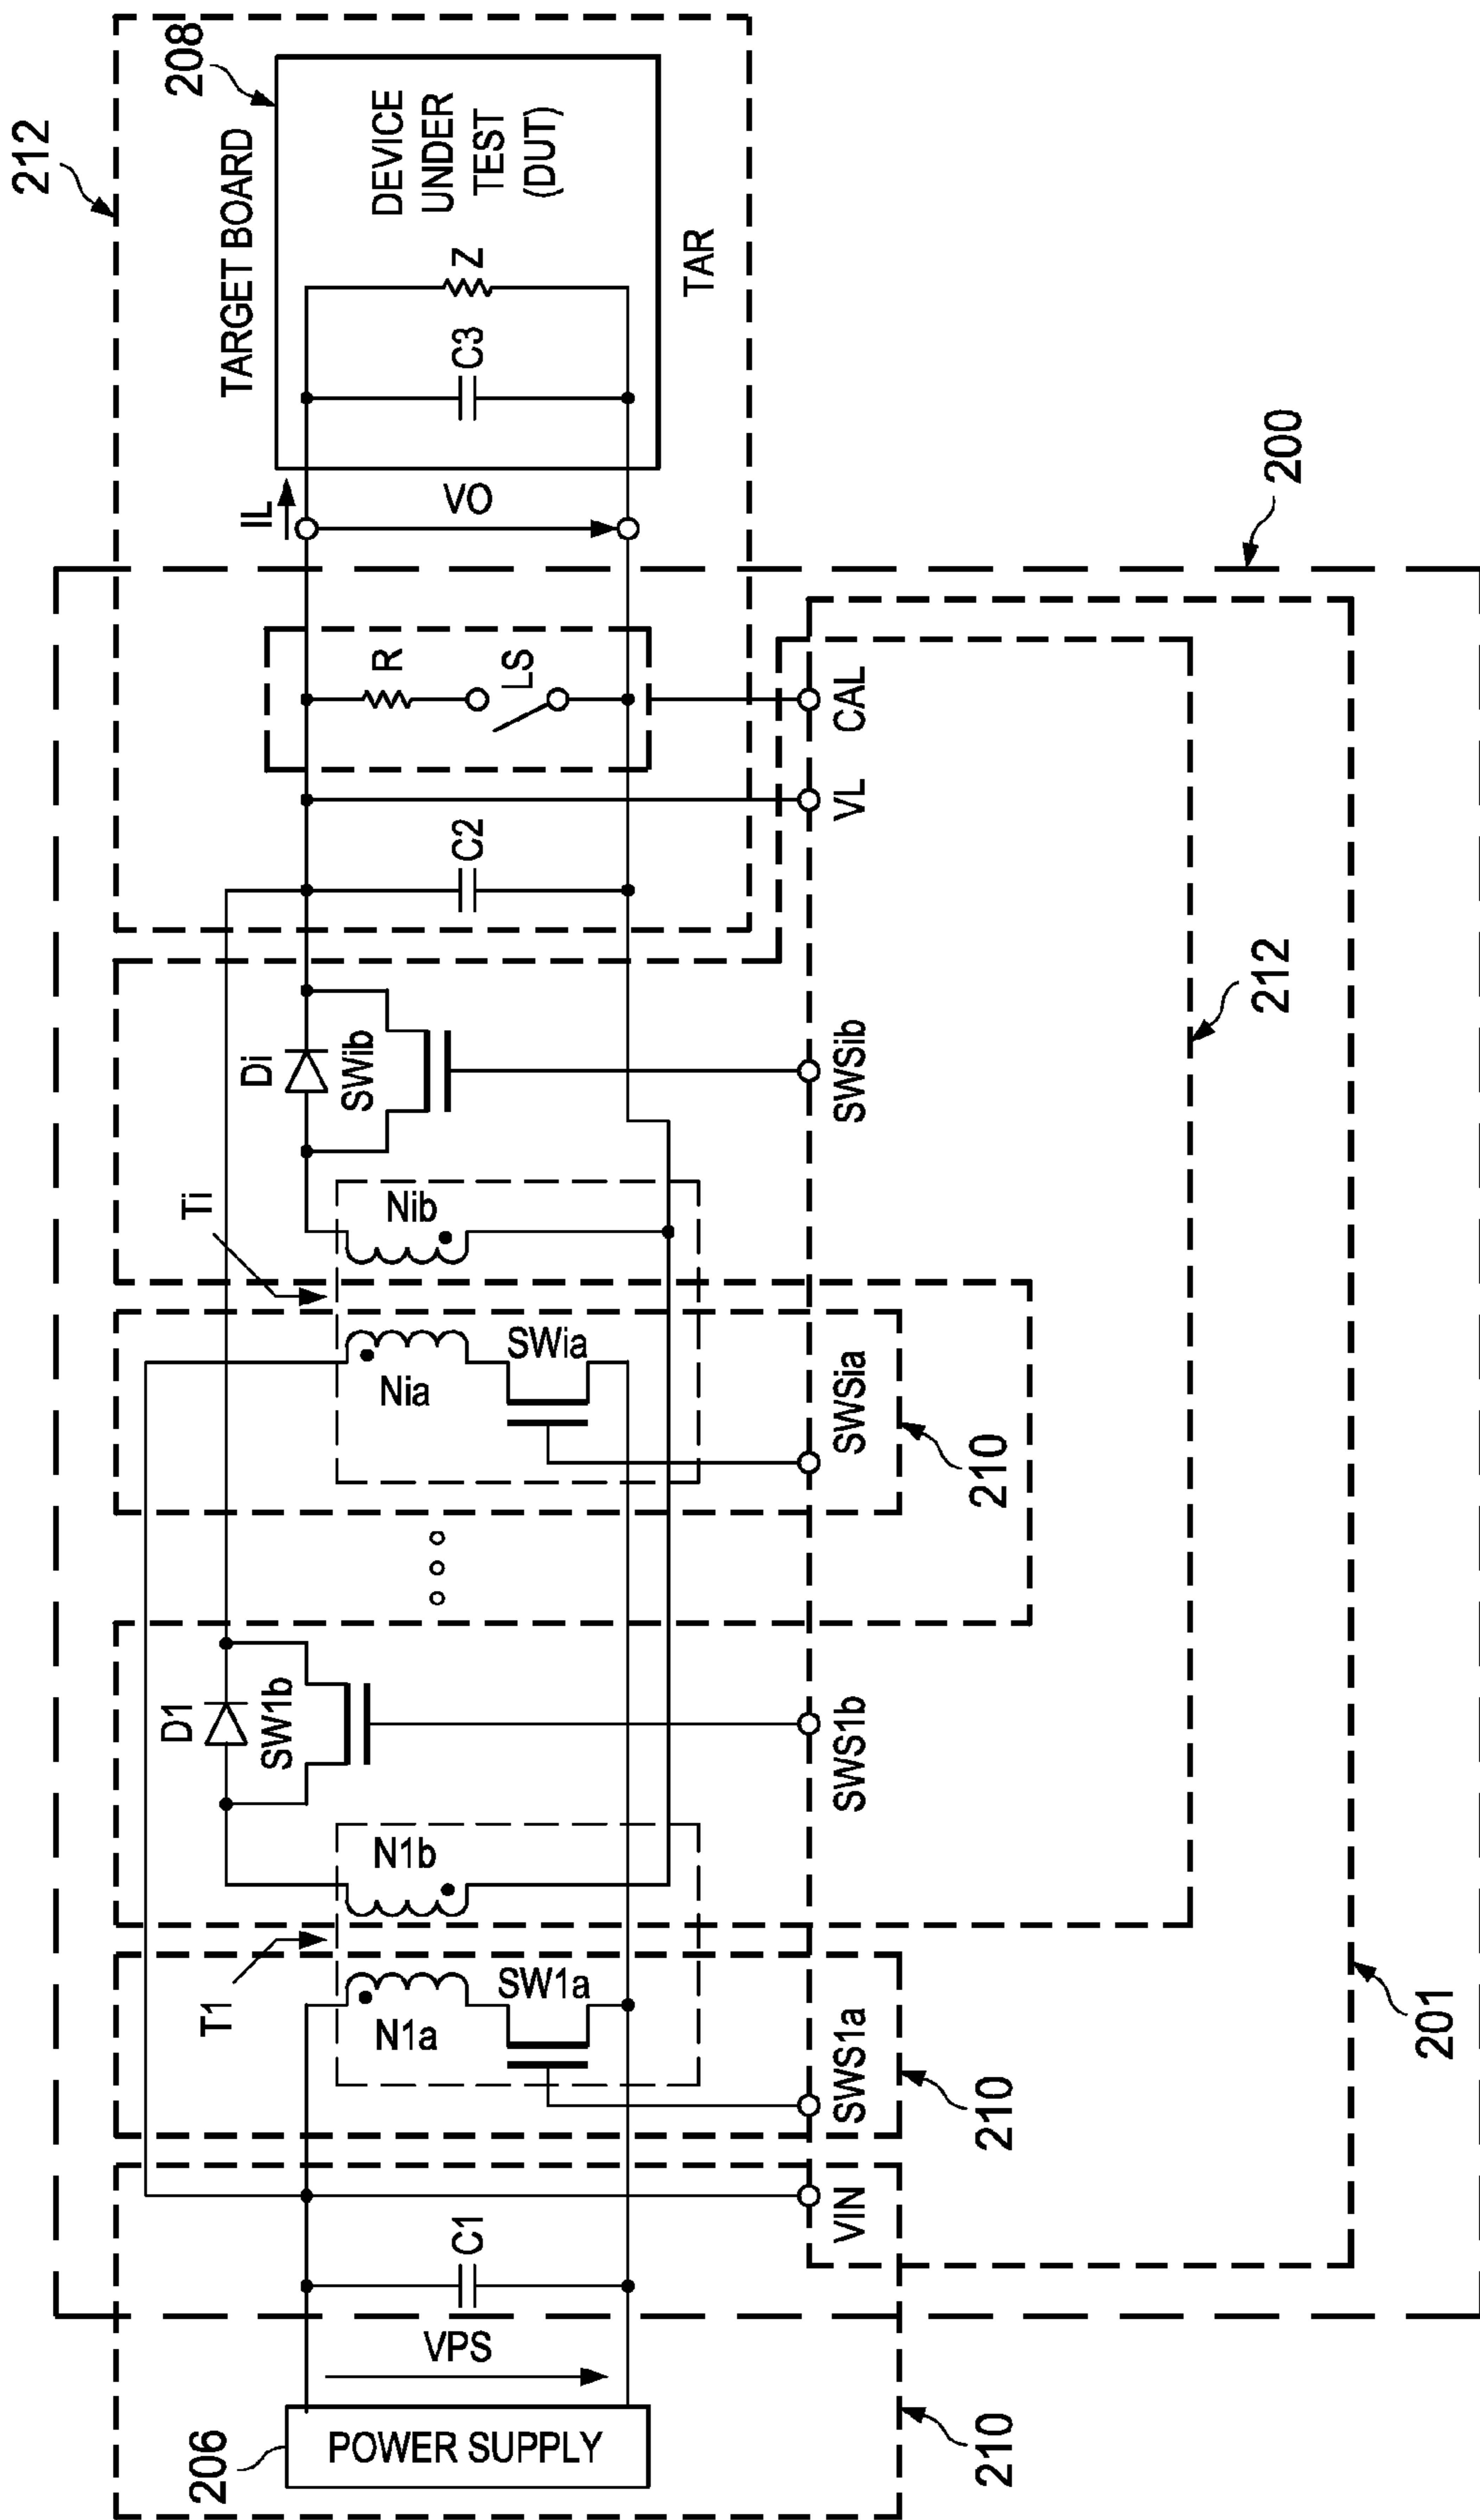 212
208
TARGET BOARD
DEVICE
UNDER
TEST
(DUT)
Z
C3
TAR
IL
VO
200
R
LS
CAL
VL
C2
Di
SWib
SWSib
212
Ti
Nib
SWia
Nia
SWSia
210
D1
SW1b
SWS1b
T1
N1b
SW1a
N1a
SWS1a
210
201
VIN
C1
VPS
206
POWER SUPPLY
210